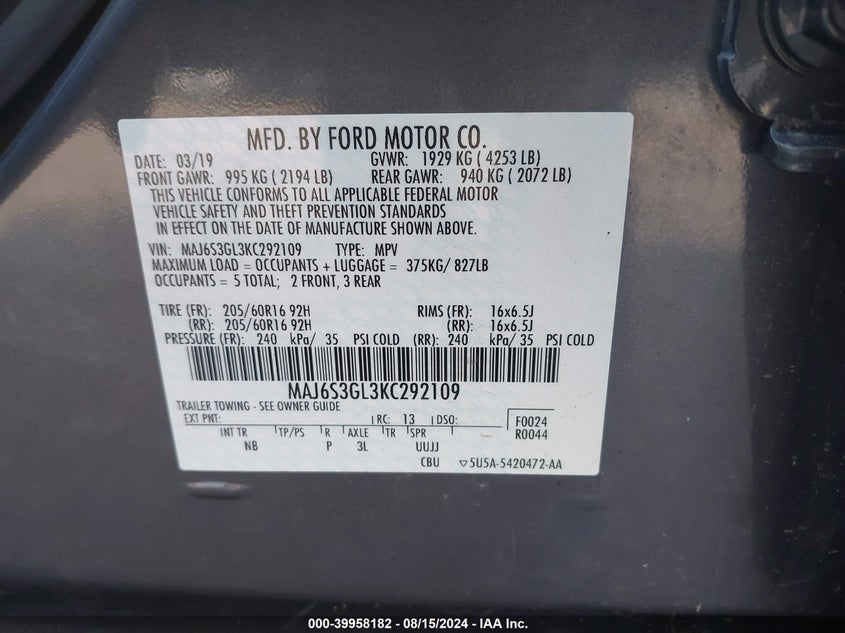 MFD. BY FORD MOTOR CO.
DATE: 03/19 GVWR: 1929 KG ( 4253 LB)
FRONT GAWR: 995 KG ( 2194 LB) REAR GAWR: 940 KG ( 2072 LB)
THIS VEHICLE CONFORMS TO ALL APPLICABLE FEDERAL MOTOR
VEHICLE SAFETY AND THEFT PREVENTION STANDARDS
IN EFFECT ON THE DATE OF MANUFACTURE SHOWN ABOVE.
VIN: MAJ6S3GL3KC292109 TYPE: MPV
MAXIMUM LOAD = OCCUPANTS + LUGGAGE = 375KG/ 827LB
OCCUPANTS = 5 TOTAL; 2 FRONT, 3 REAR
TIRE (FR): 205/60R16 92H RIMS (FR): 16x6.5J
(RR): 205/60R16 92H (RR): 16x6.5J
PRESSURE (FR): 240 kPa/ 35 PSI COLD (RR): 240 kPa/ 35 PSI COLD
MAJ6S3GL3KC292109
TRAILER TOWING - SEE OWNER GUIDE
EXT PNT: RC: 13 DSO: F0024
INT TR TP/PS R AXLE TR SPR R0044
NB P 3L UUJJ
CBU 5U5A-5420472-AA
000-39958182 - 08/15/2024 - IAA Inc.